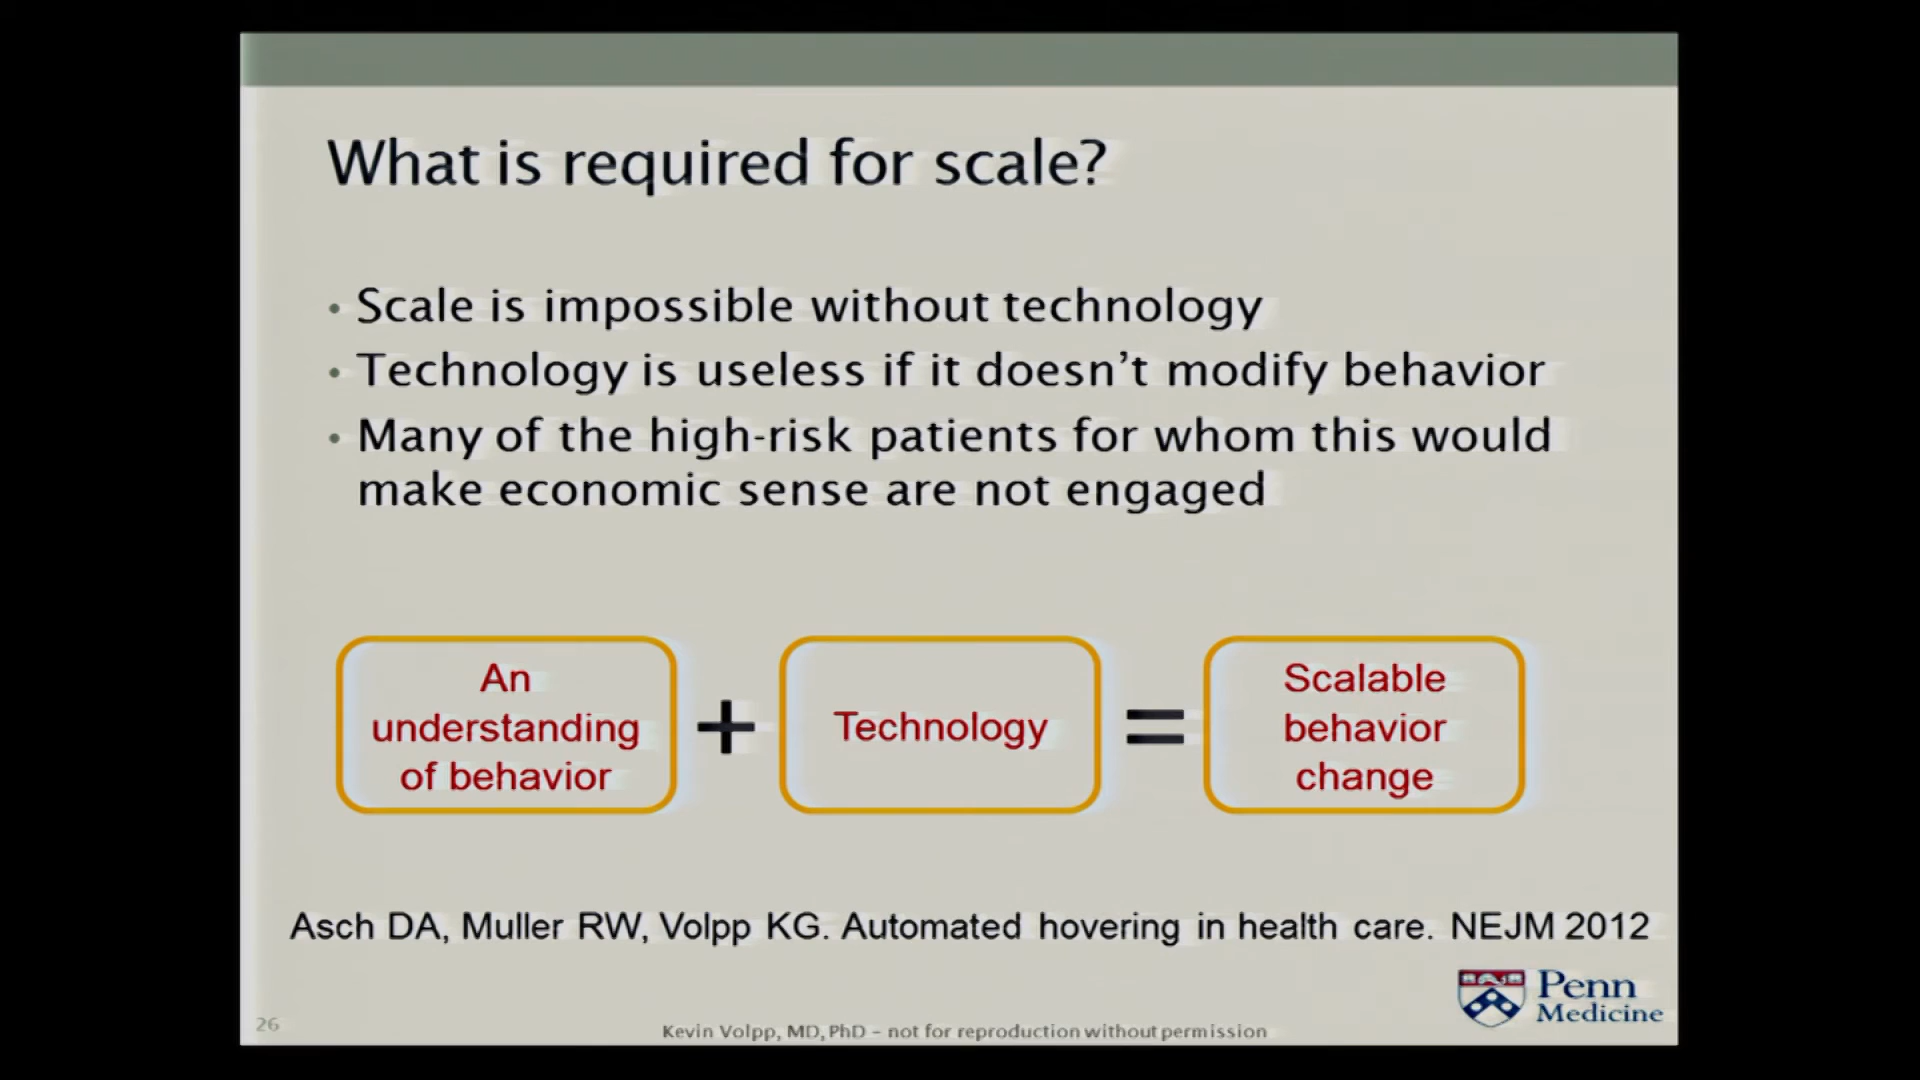 What is required for scale?
• Scale is impossible without technology
• Technology is useless if it doesn't modify behavior
• Many of the high-risk patients for whom this would
make economic sense are not engaged
An
understanding
of behavior
+
Technology
=
Scalable
behavior
change
Asch DA, Muller RW, Volpp KG. Automated hovering in health care. NEJM 2012
Penn
Medicine
26
Kevin Volpp, MD, PhD – not for reproduction without permission